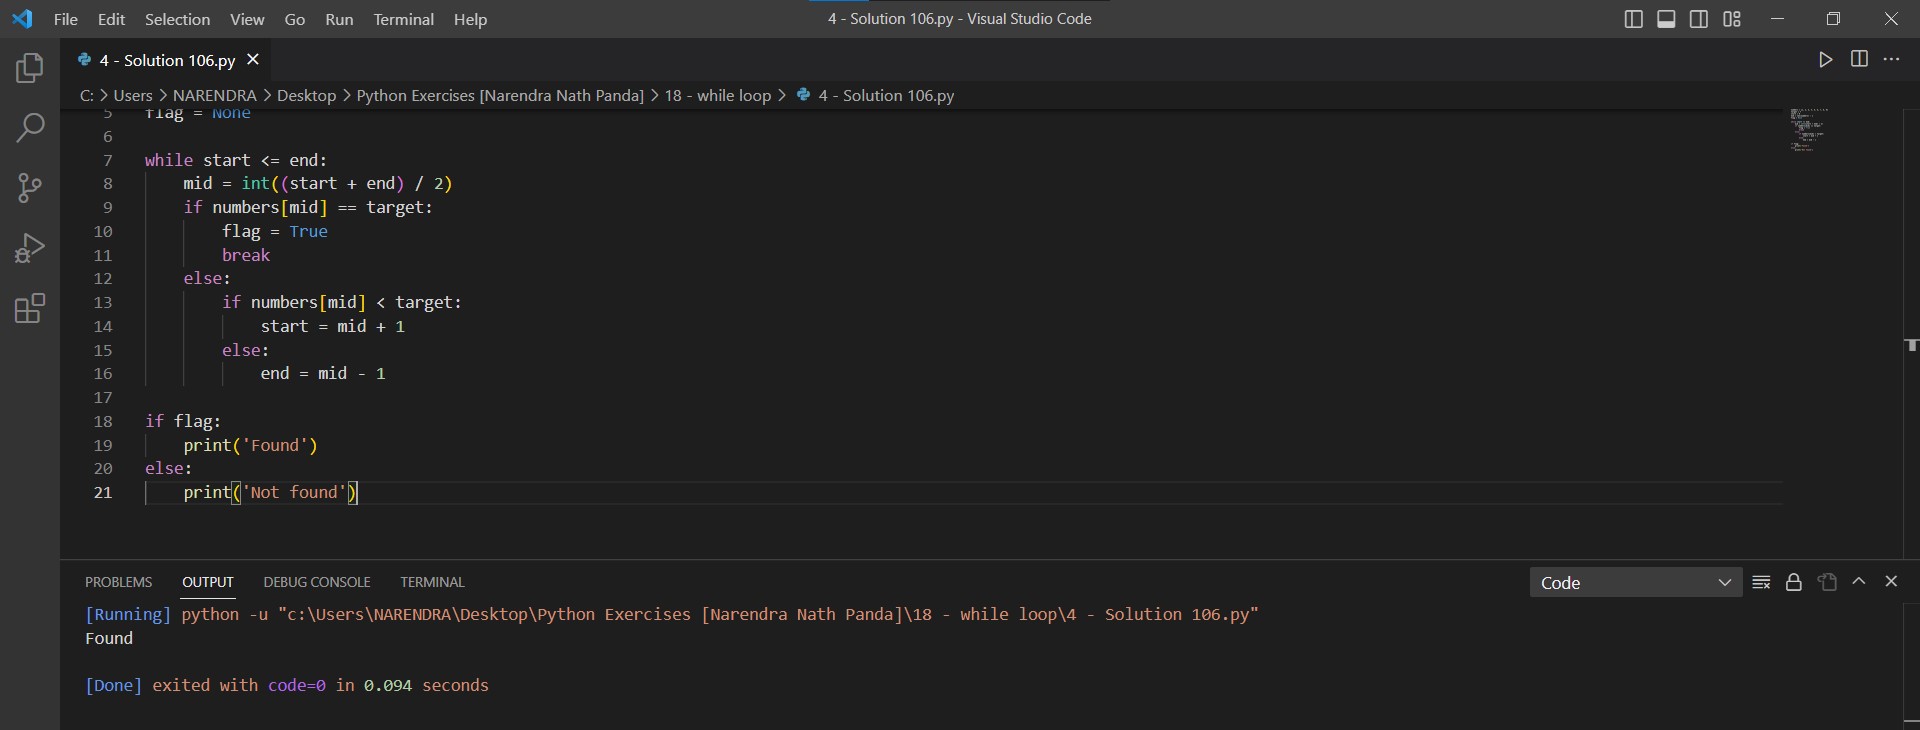 File Edit Selection View Go Run Terminal Help 4 - Solution 106.py - Visual Studio Code
4 - Solution 106.py
C: > Users > NARENDRA > Desktop > Python Exercises [Narendra Nath Panda] > 18 - while loop > 4 - Solution 106.py
5 flag = None
6
7 while start <= end:
8     mid = int((start + end) / 2)
9     if numbers[mid] == target:
10         flag = True
11         break
12     else:
13         if numbers[mid] < target:
14             start = mid + 1
15         else:
16             end = mid - 1
17
18 if flag:
19     print('Found')
20 else:
21     print('Not found')
PROBLEMS OUTPUT DEBUG CONSOLE TERMINAL Code
[Running] python -u "c:\Users\NARENDRA\Desktop\Python Exercises [Narendra Nath Panda]\18 - while loop\4 - Solution 106.py"
Found
[Done] exited with code=0 in 0.094 seconds